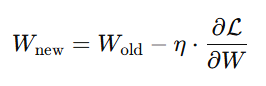 W_new = W_old − η · ∂ℒ/∂W